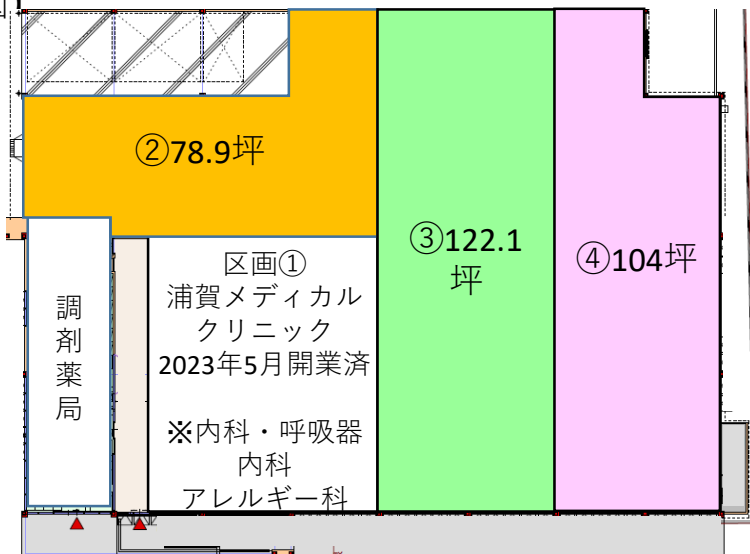 ②78.9坪
③122.1
坪
④104坪
区画①
浦賀メディカル
クリニック
2023年5月開業済
※内科・呼吸器
内科
アレルギー科
調剤薬局